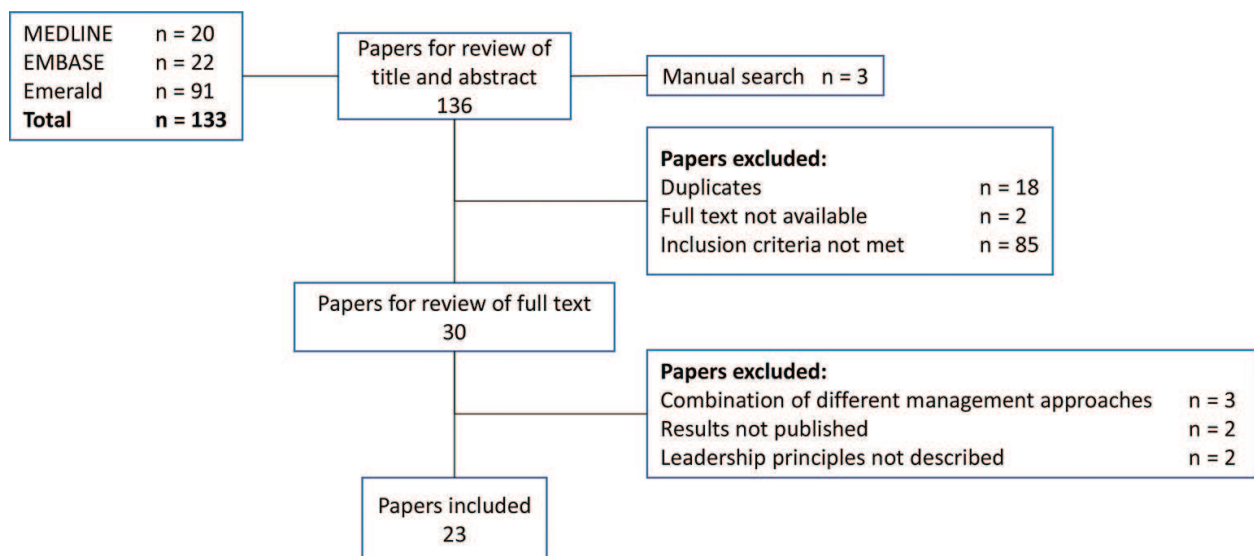 MEDLINE n = 20
EMBASE n = 22
Emerald n = 91
Total n = 133
Papers for review of
title and abstract
136
Manual search n = 3
Papers excluded:
Duplicates n = 18
Full text not available n = 2
Inclusion criteria not met n = 85
Papers for review of full text
30
Papers excluded:
Combination of different management approaches n = 3
Results not published n = 2
Leadership principles not described n = 2
Papers included
23